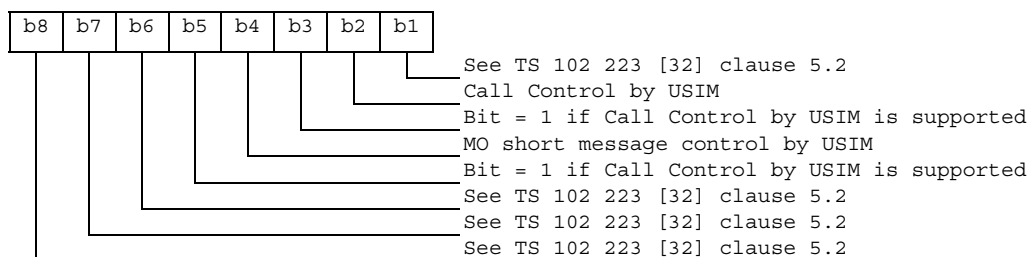 b8 b7 b6 b5 b4 b3 b2 b1
See TS 102 223 [32] clause 5.2
Call Control by USIM
Bit = 1 if Call Control by USIM is supported
MO short message control by USIM
Bit = 1 if Call Control by USIM is supported
See TS 102 223 [32] clause 5.2
See TS 102 223 [32] clause 5.2
See TS 102 223 [32] clause 5.2